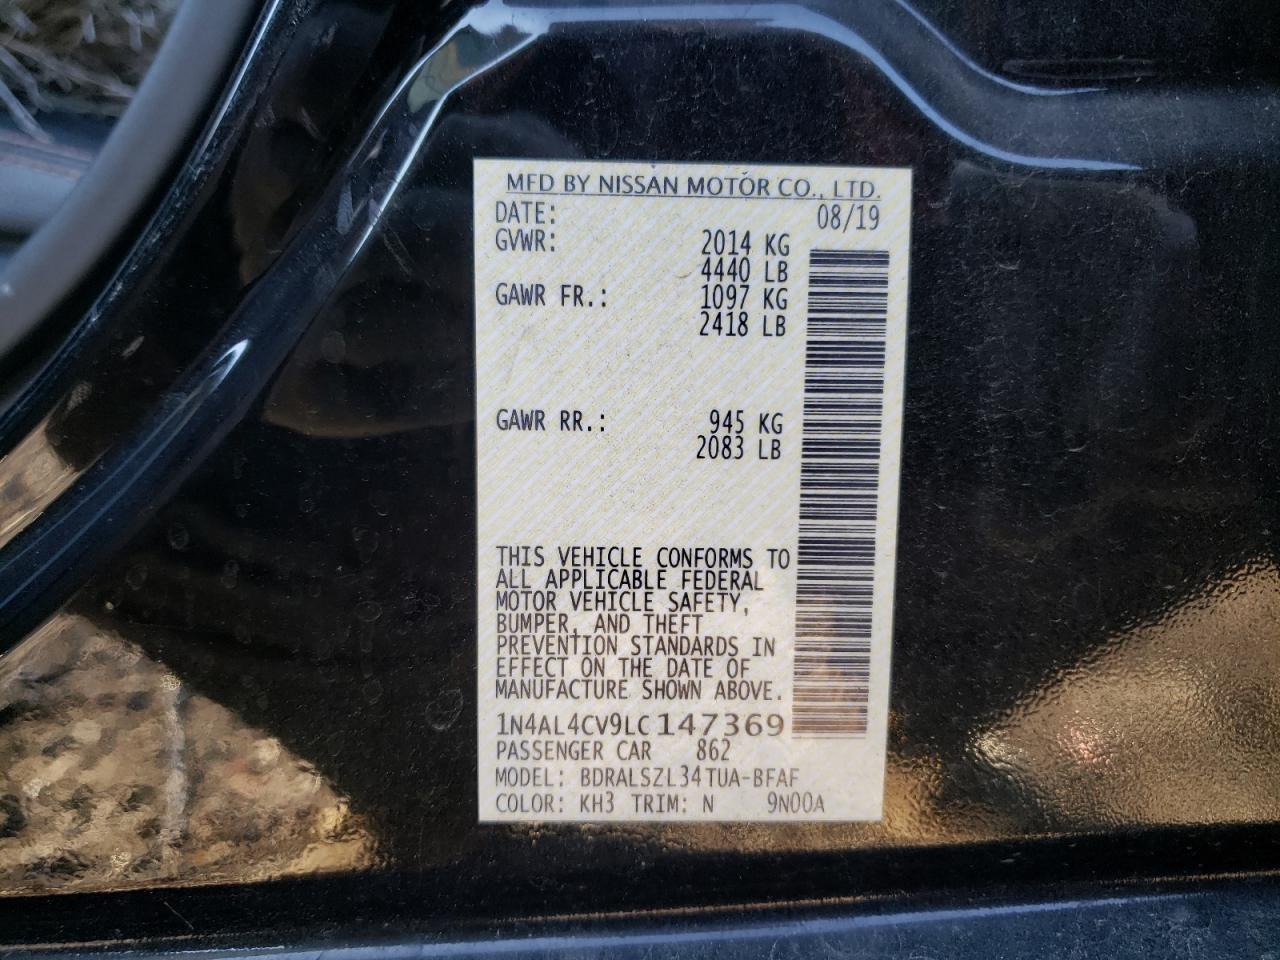 MFD BY NISSAN MOTOR CO., LTD.
DATE: 08/19
GVWR: 2014 KG
4440 LB
GAWR FR.: 1097 KG
2418 LB
GAWR RR.: 945 KG
2083 LB
THIS VEHICLE CONFORMS TO
ALL APPLICABLE FEDERAL
MOTOR VEHICLE SAFETY,
BUMPER, AND THEFT
PREVENTION STANDARDS IN
EFFECT ON THE DATE OF
MANUFACTURE SHOWN ABOVE.
1N4AL4CV9LC147369
PASSENGER CAR 862
MODEL: BDRALSZL34TUA-BFAF
COLOR: KH3 TRIM: N 9N00A